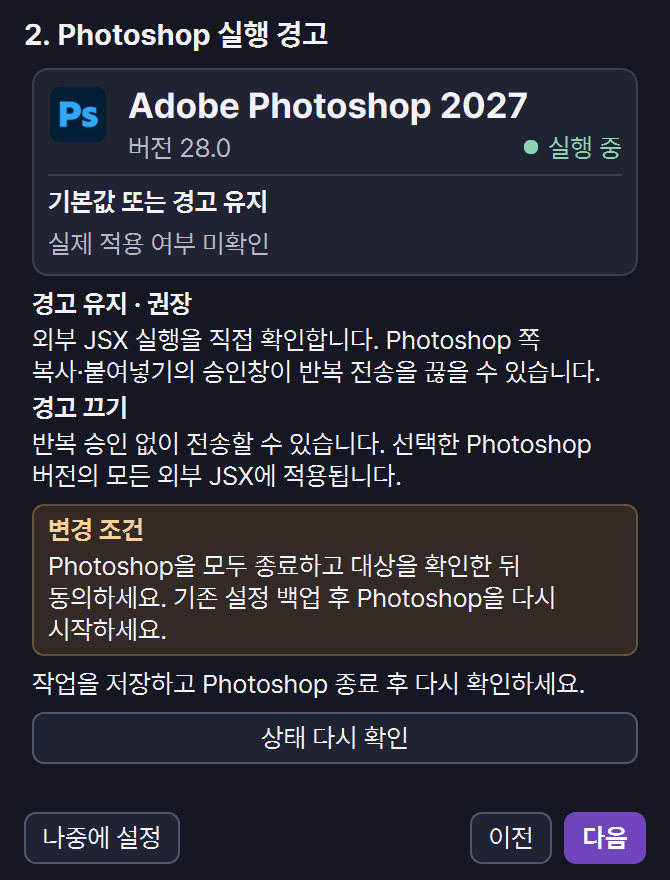 2. Photoshop 실행 경고
Ps
Adobe Photoshop 2027
버전 28.0
실행 중
기본값 또는 경고 유지
실제 적용 여부 미확인
경고 유지 · 권장
외부 JSX 실행을 직접 확인합니다. Photoshop 쪽
복사·붙여넣기의 승인창이 반복 전송을 끊을 수 있습니다.
경고 끄기
반복 승인 없이 전송할 수 있습니다. 선택한 Photoshop
버전의 모든 외부 JSX에 적용됩니다.
변경 조건
Photoshop을 모두 종료하고 대상을 확인한 뒤
동의하세요. 기존 설정 백업 후 Photoshop을 다시
시작하세요.
작업을 저장하고 Photoshop 종료 후 다시 확인하세요.
상태 다시 확인
나중에 설정
이전
다음